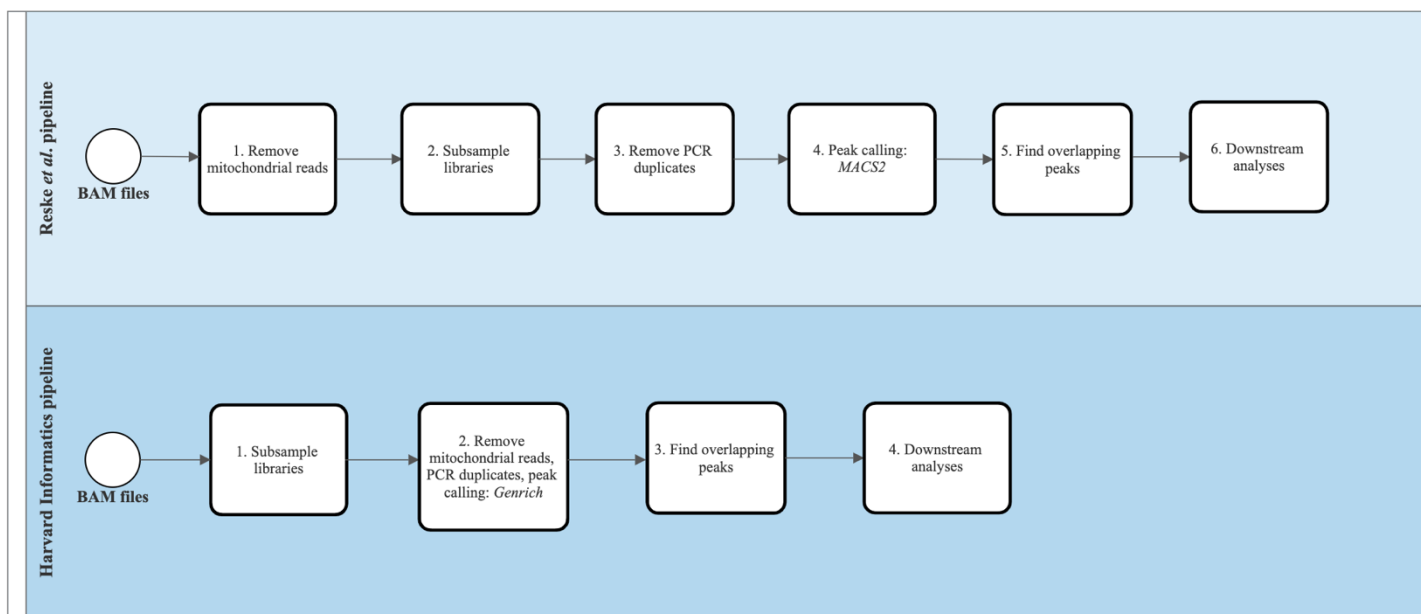 Reske et al. pipeline
BAM files
1. Remove
mitochondrial reads
2. Subsample
libraries
3. Remove PCR
duplicates
4. Peak calling:
MACS2
5. Find overlapping
peaks
6. Downstream
analyses
Harvard Informatics pipeline
BAM files
1. Subsample
libraries
2. Remove
mitochondrial reads,
PCR duplicates, peak
calling: Genrich
3. Find overlapping
peaks
4. Downstream
analyses